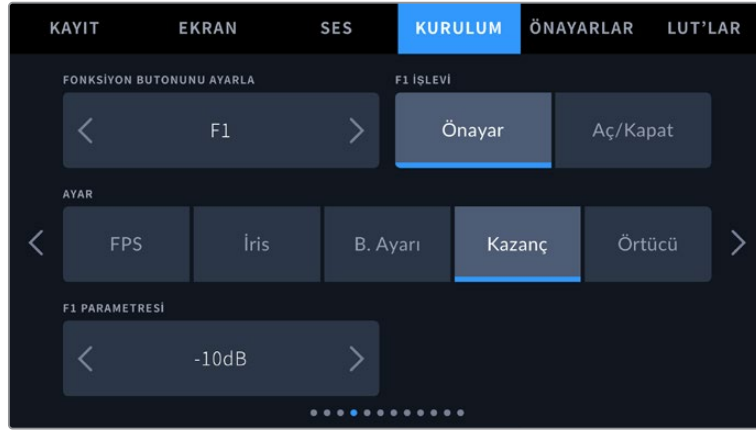 KAYIT EKRAN SES KURULUM ÖNAYARLAR LUT'LAR
FONKSİYON BUTONUNU AYARLA F1 İŞLEVİ
F1 Önayar Aç/Kapat
AYAR
FPS İris B. Ayarı Kazanç Örtücü
F1 PARAMETRESİ
-10dB